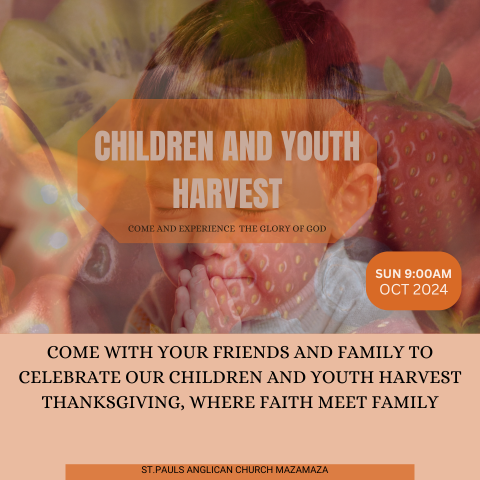 CHILDREN AND YOUTH
HARVEST
COME AND EXPERIENCE THE GLORY OF GOD
SUN 9:00AM
OCT 2024
COME WITH YOUR FRIENDS AND FAMILY TO
CELEBRATE OUR CHILDREN AND YOUTH HARVEST
THANKSGIVING, WHERE FAITH MEET FAMILY
ST.PAULS ANGLICAN CHURCH MAZAMAZA